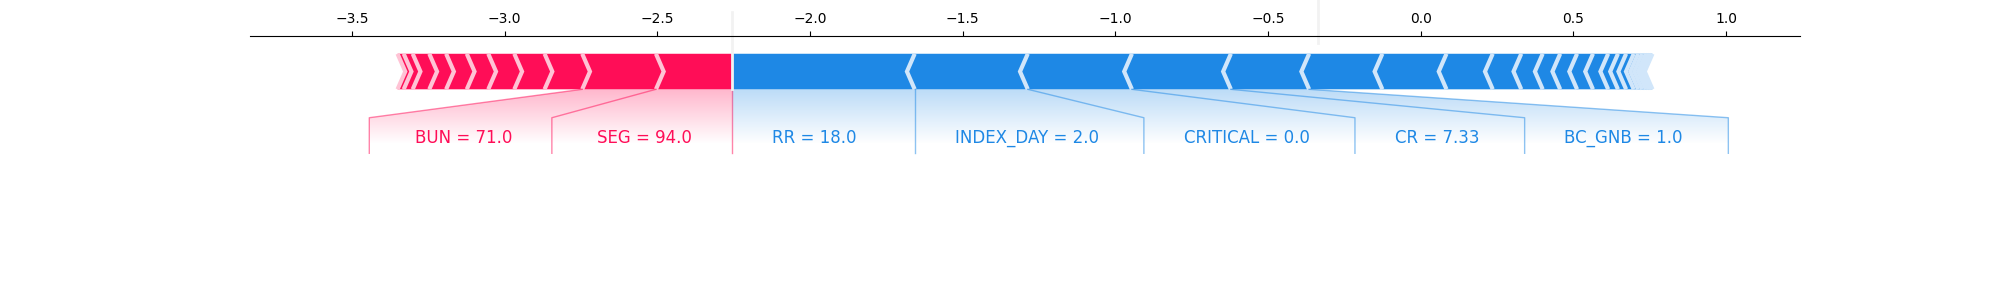 −3.5 −3.0 −2.5 −2.0 −1.5 −1.0 −0.5 0.0 0.5 1.0
BUN = 71.0 SEG = 94.0 RR = 18.0 INDEX_DAY = 2.0 CRITICAL = 0.0 CR = 7.33 BC_GNB = 1.0